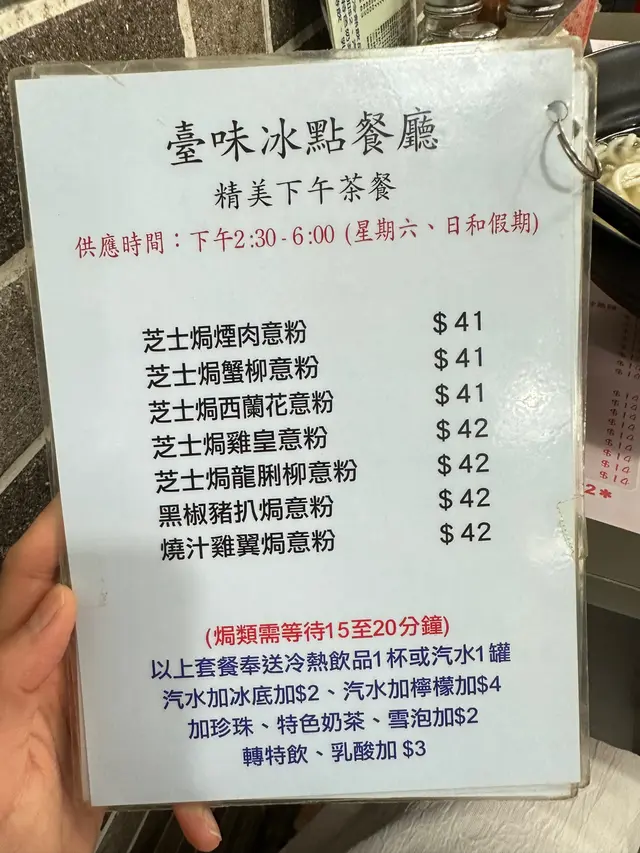 臺味冰點餐廳
精美下午茶餐
供應時間：下午2:30-6:00 (星期六、日和假期)
芝士焗煙肉意粉 $41
芝士焗蟹柳意粉 $41
芝士焗西蘭花意粉 $41
芝士焗雞皇意粉 $42
芝士焗龍脷柳意粉 $42
黑椒豬扒焗意粉 $42
燒汁雞翼焗意粉 $42
(焗類需等待15至20分鐘)
以上套餐奉送冷熱飲品1杯或汽水1罐
汽水加冰底加$2、汽水加檸檬加$4
加珍珠、特色奶茶、雪泡加$2
轉特飲、乳酸加 $3